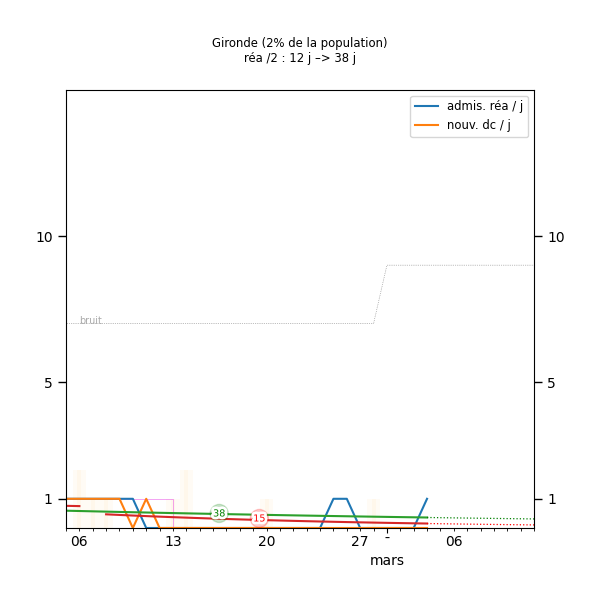 Gironde (2% de la population)
réa /2 : 12 j –> 38 j
admis. réa / j
nouv. dc / j
10
10
bruit
5
5
1
1
38
15
06
13
20
27
-
06
mars